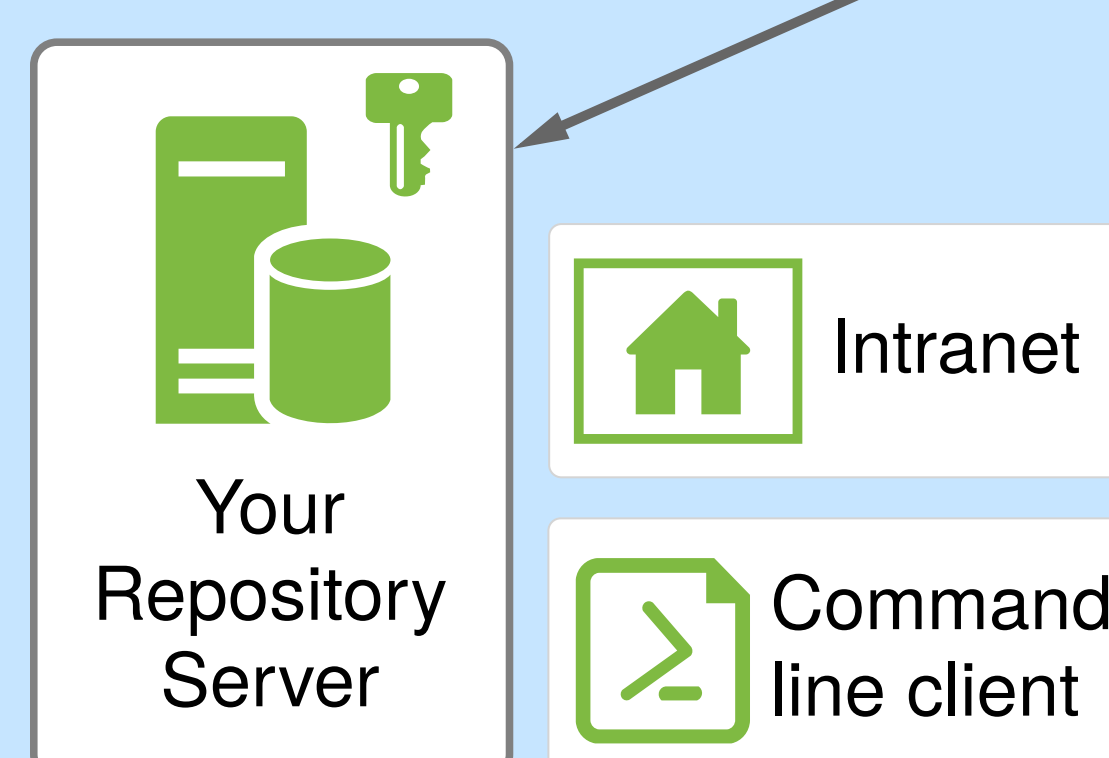 Your
Repository
Server
Intranet
Command
line client